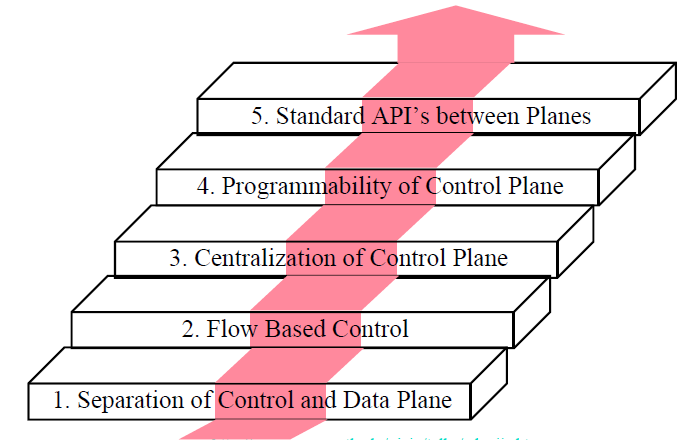 5. Standard API's between Planes
4. Programmability of Control Plane
3. Centralization of Control Plane
2. Flow Based Control
1. Separation of Control and Data Plane